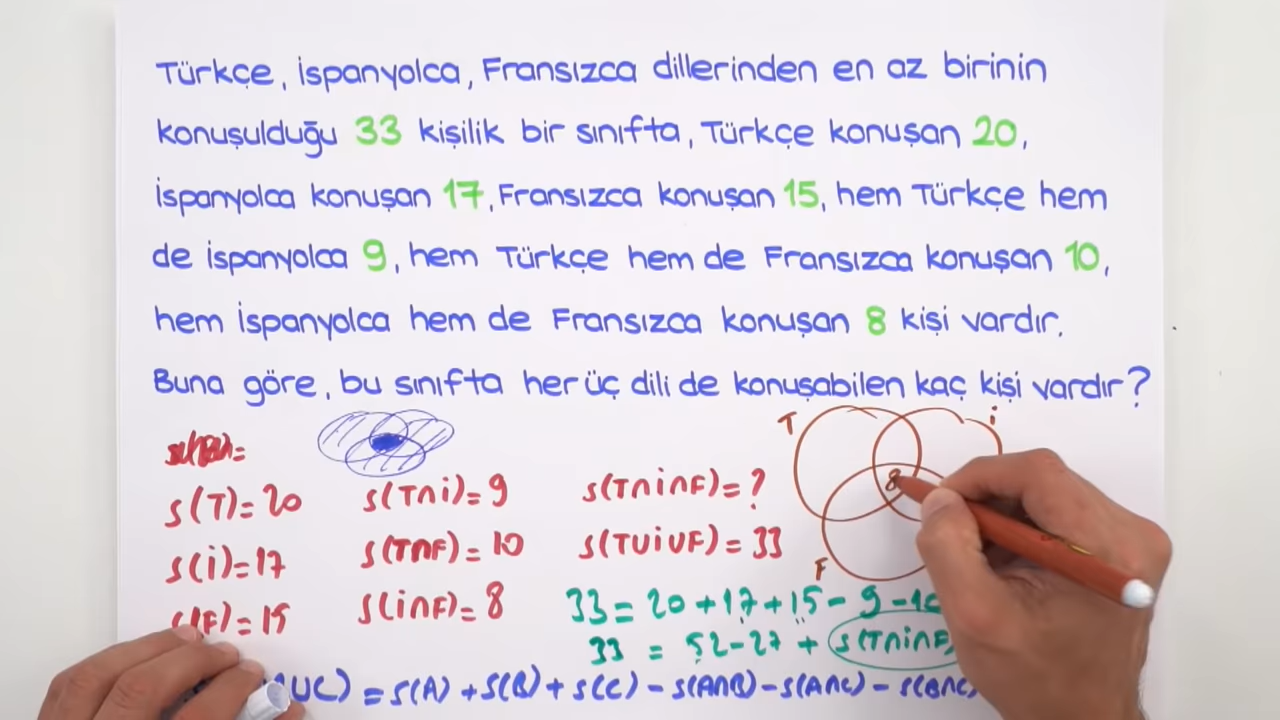 Türkçe, İspanyolca, Fransızca dillerinden en az birinin
konuşulduğu 33 kişilik bir sınıfta, Türkçe konuşan 20,
İspanyolca konuşan 17, Fransızca konuşan 15, hem Türkçe hem
de İspanyolca 9, hem Türkçe hem de Fransızca konuşan 10,
hem İspanyolca hem de Fransızca konuşan 8 kişi vardır.
Buna göre, bu sınıfta her üç dili de konuşabilen kaç kişi vardır?
T
i
8
F
s(T)=20
s(i)=17
s(F)=15
s(T∩i)=9
s(T∩F)=10
s(i∩F)=8
s(T∩i∩F)=?
s(T∪i∪F)=33
33=20+17+15-9-10
33=52-27+s(T∩i∩F)
∪C)=s(A)+s(B)+s(C)-s(A∩B)-s(A∩C)-s(B∩C)